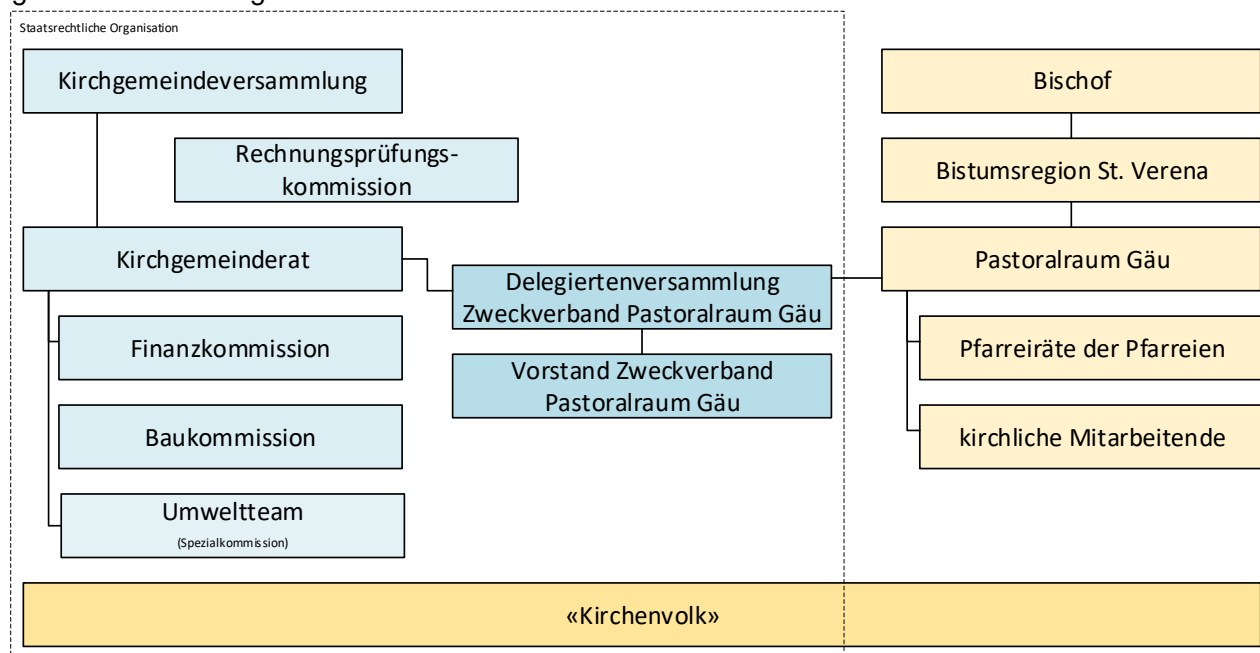 Staatsrechtliche Organisation
Kirchgemeindeversammlung
Rechnungsprüfungs-
kommission
Kirchgemeinderat
Finanzkommission
Baukommission
Umweltteam
(Spezialkommission)
Delegiertenversammlung
Zweckverband Pastoralraum Gäu
Vorstand Zweckverband
Pastoralraum Gäu
Bischof
Bistumsregion St. Verena
Pastoralraum Gäu
Pfarreiräte der Pfarreien
kirchliche Mitarbeitende
«Kirchenvolk»